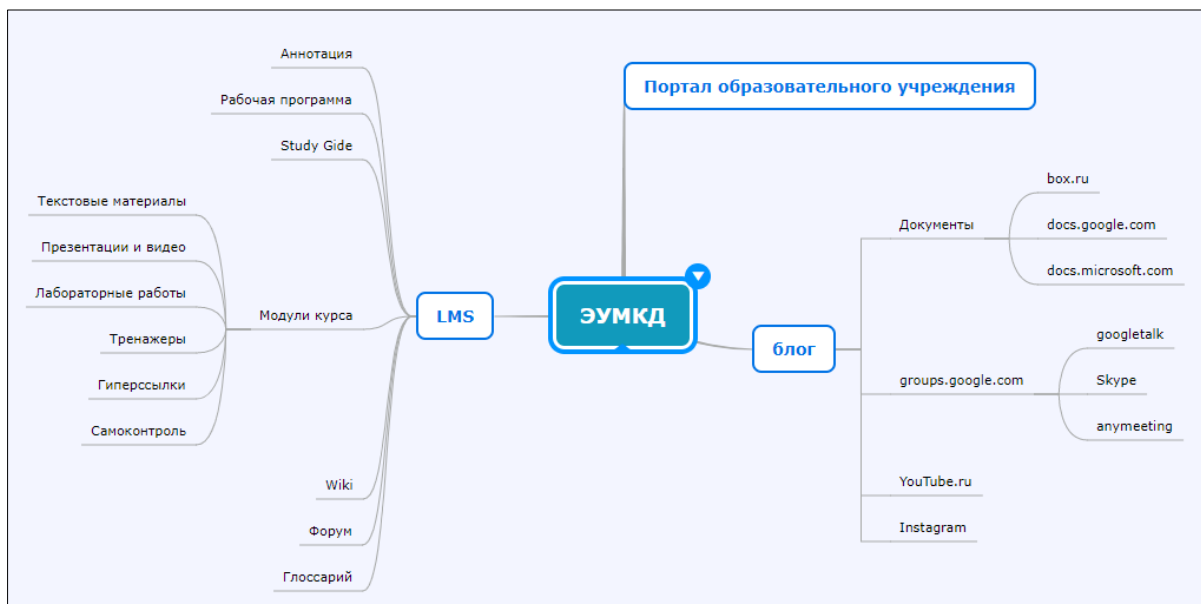 Аннотация
Рабочая программа
Study Gide
Текстовые материалы
Презентации и видео
Лабораторные работы
Тренажеры
Гиперссылки
Самоконтроль
Модули курса
Wiki
Форум
Глоссарий
LMS
ЭУМКД
Портал образовательного учреждения
блог
Документы
box.ru
docs.google.com
docs.microsoft.com
groups.google.com
googletalk
Skype
anymeeting
YouTube.ru
Instagram